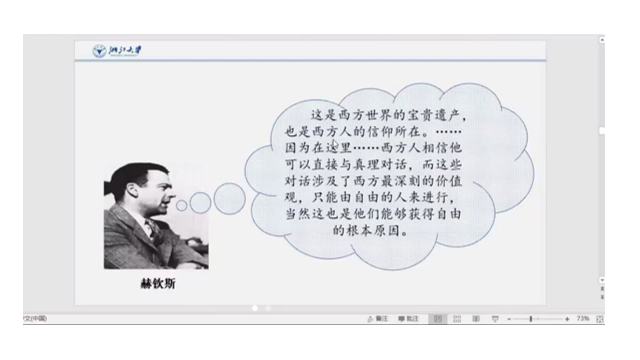 浙江大学
这是西方世界的宝贵遗产，
也是西方人的信仰所在。……
因为在这里……西方人相信他
可以直接与真理对话，而这些
对话涉及了西方最深刻的价值
观，只能由自由的人来进行，
当然这也是他们能够获得自由
的根本原因。
赫钦斯
文(中国)
备注
批注
73%